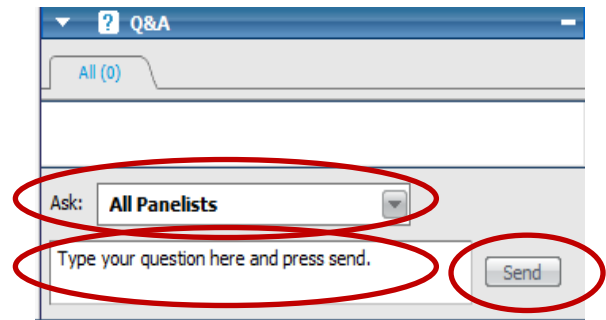 ? Q&A
All (0)
Ask: All Panelists
Type your question here and press send.
Send